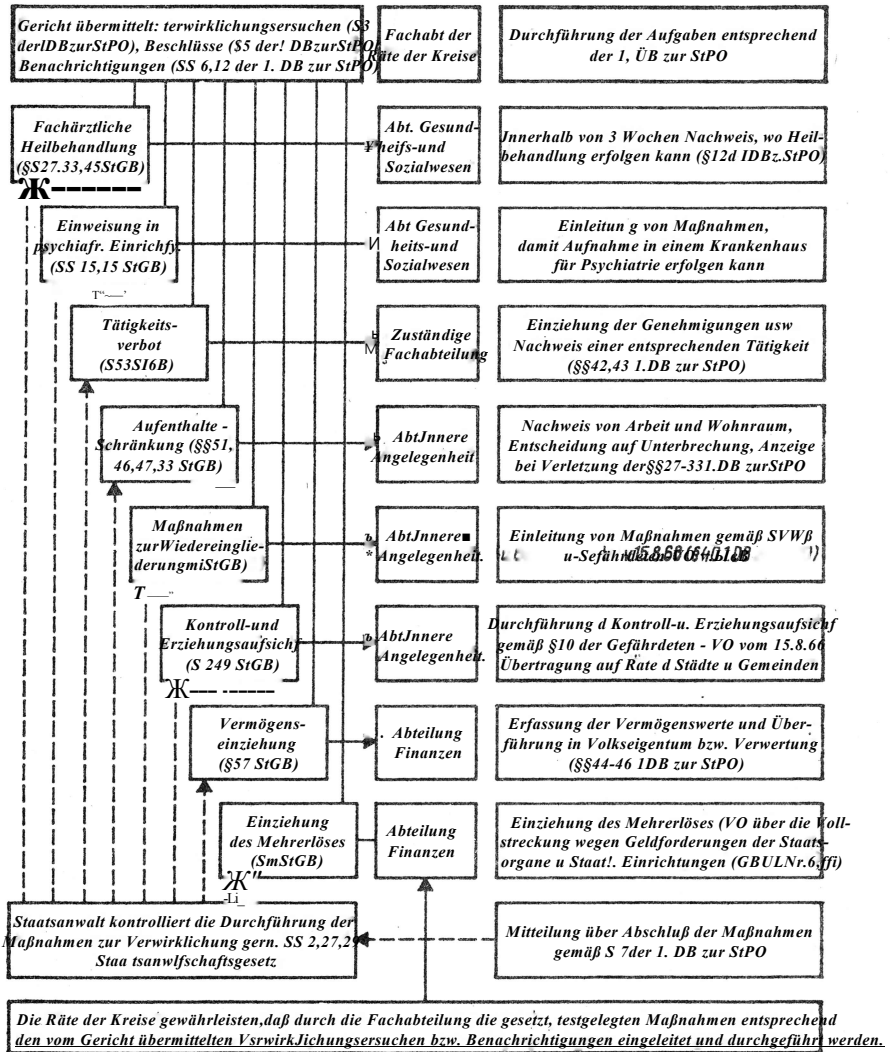 Gericht übermittelt: terwirklichungsersuchen (S3
derlDBzurStPO), Beschlüsse ($5 der! DBzurStPO)
Benachrichtigungen (SS 6,12 der 1. DB zur StPO)
Fachabt der
Räte der Kreise
Durchführung der Aufgaben entsprechend
der 1, ÜB zur StPO
Fachärztliche
Heilbehandlung
(§S27.33,45StGB)
Abt. Gesund-
heifs-und
Sozialwesen
Jnnerhalb von 3 Wochen Nachweis, wo Heil-
behandlung erfolgen kann (§12d IDBz.StPO)
Einweisung in
psychiafr. Einrichfy.
(SS 15,15 StGB)
Abt Gesund-
heits-und
Sozialwesen
Einleitun g von Maßnahmen,
damit Aufnahme in einem Krankenhaus
für Psychiatrie erfolgen kann
Tätigkeits-
verbot
(S53SI6B)
Zuständige
Fachabteilung
Einziehung der Genehmigungen usw
Nachweis einer entsprechenden Tätigkeit
(§§42,43 1.DB zur StPO)
Aufenthalte -
Schränkung (§§51,
46,47,33 StGB)
AbtJnnere
Angelegenheit
Nachweis von Arbeit und Wohnraum,
Entscheidung auf Unterbrechung, Anzeige
bei Verletzung der§§27-331.DB zurStPO
Maßnahmen
zurWiedereinglie-
derungmiStGB)
AbtJnnere
Angelegenheit.
Einleitung von Maßnahmen gemäß SVWß
Kontroll-und
Erziehungsaufsichf
(S 249 StGB)
AbtJnnere
Angelegenheit.
Durchführung d Kontroll-u. Erziehungsaufsichf
gemäß §10 der Gefährdeten - VO vom 15.8.66
Übertragung auf Rate d Städte u Gemeinden
Vermögens-
einziehung
(§57 StGB)
Abteilung
Finanzen
Erfassung der Vermögenswerte und Über-
führung in Volkseigentum bzw. Verwertung
(§§44-46 1DB zur StPO)
Einziehung
des Mehrerlöses
(SmStGB)
Abteilung
Finanzen
Einziehung des Mehrerlöses (VO über die Voll-
streckung wegen Geldforderungen der Staats-
organe u Staat!. Einrichtungen (GBULNr.6,ffi)
Staatsanwalt kontrolliert die Durchführung der
Maßnahmen zur Verwirklichung gern. SS 2,27,29
Staa tsanwlfschaftsgesetz
Mitteilung über Abschluß der Maßnahmen
gemäß S 7der 1. DB zur StPO
Die Räte der Kreise gewährleisten,daß durch die Fachabteilung die gesetzt, testgelegten Maßnahmen entsprechend
den vom Gericht übermittelten VsrwirkJichungsersuchen bzw. Benachrichtigungen eingeleitet und durchgeführt werden.